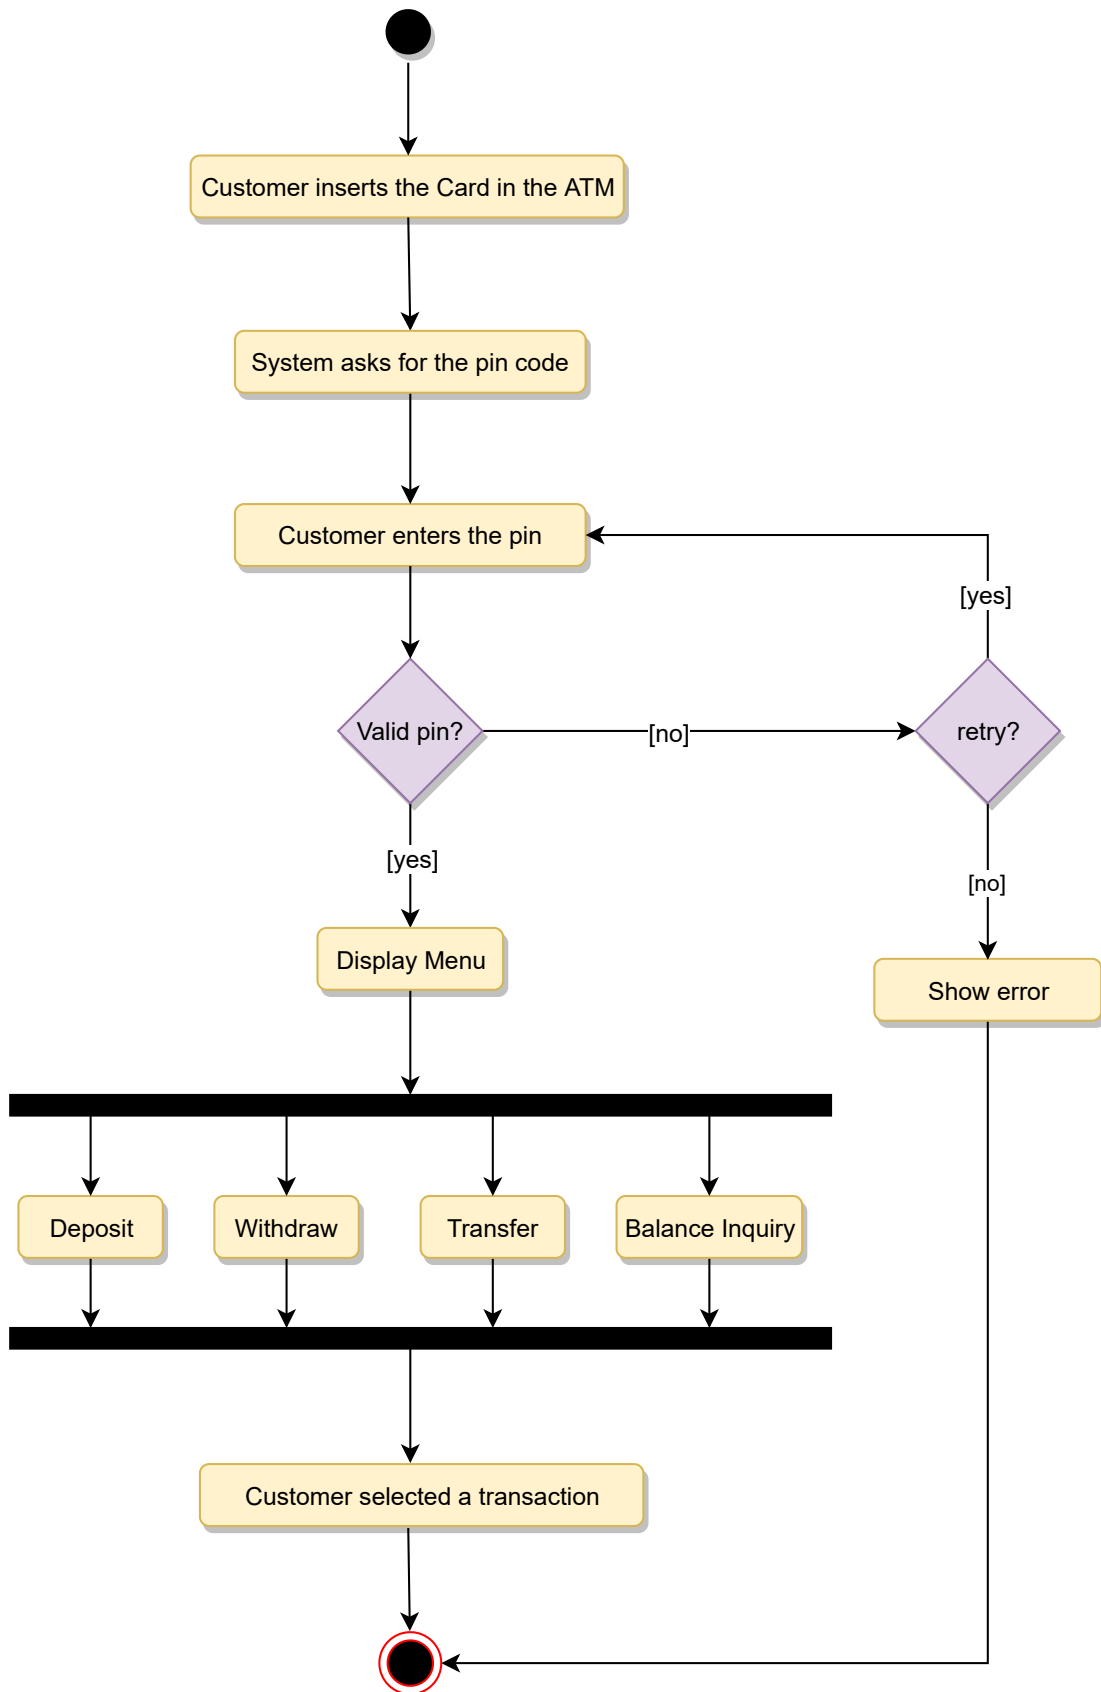 Customer inserts the Card in the ATM
System asks for the pin code
Customer enters the pin
[yes]
Valid pin?
[no]
retry?
[yes]
[no]
Display Menu
Show error
Deposit
Withdraw
Transfer
Balance Inquiry
Customer selected a transaction